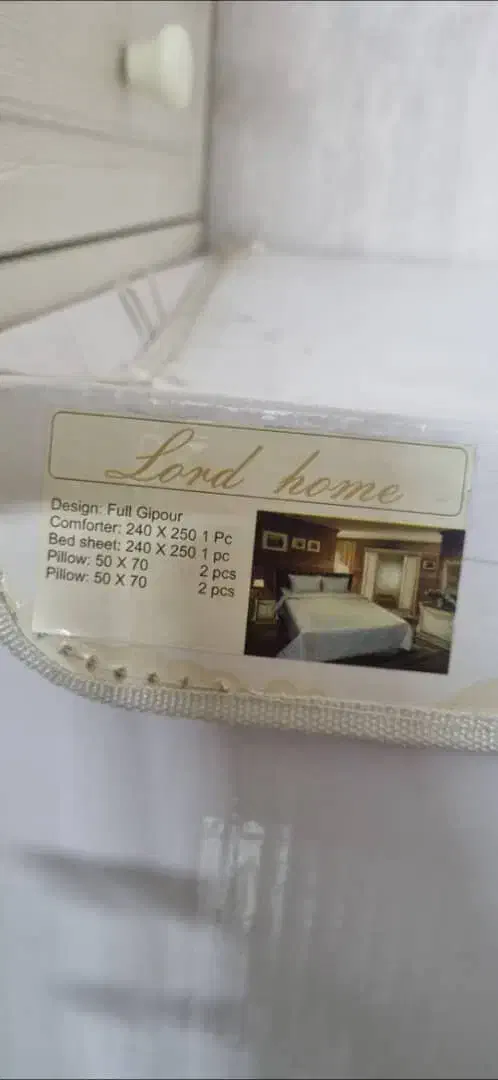 Lord home
Design: Full Gipour
Comforter: 240 X 250 1 Pc
Bed sheet: 240 X 250 1 pc
Pillow: 50 X 70 2 pcs
Pillow: 50 X 70 2 pcs